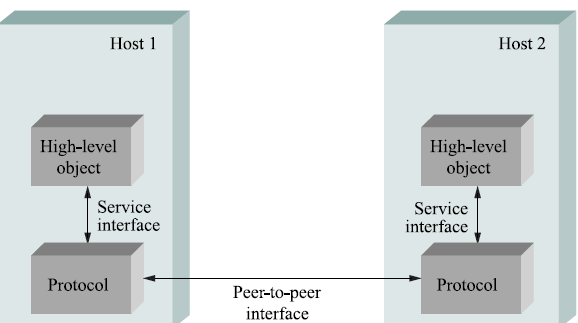 Host 1
Host 2
High-level
object
High-level
object
Service
interface
Service
interface
Protocol
Protocol
Peer-to-peer
interface